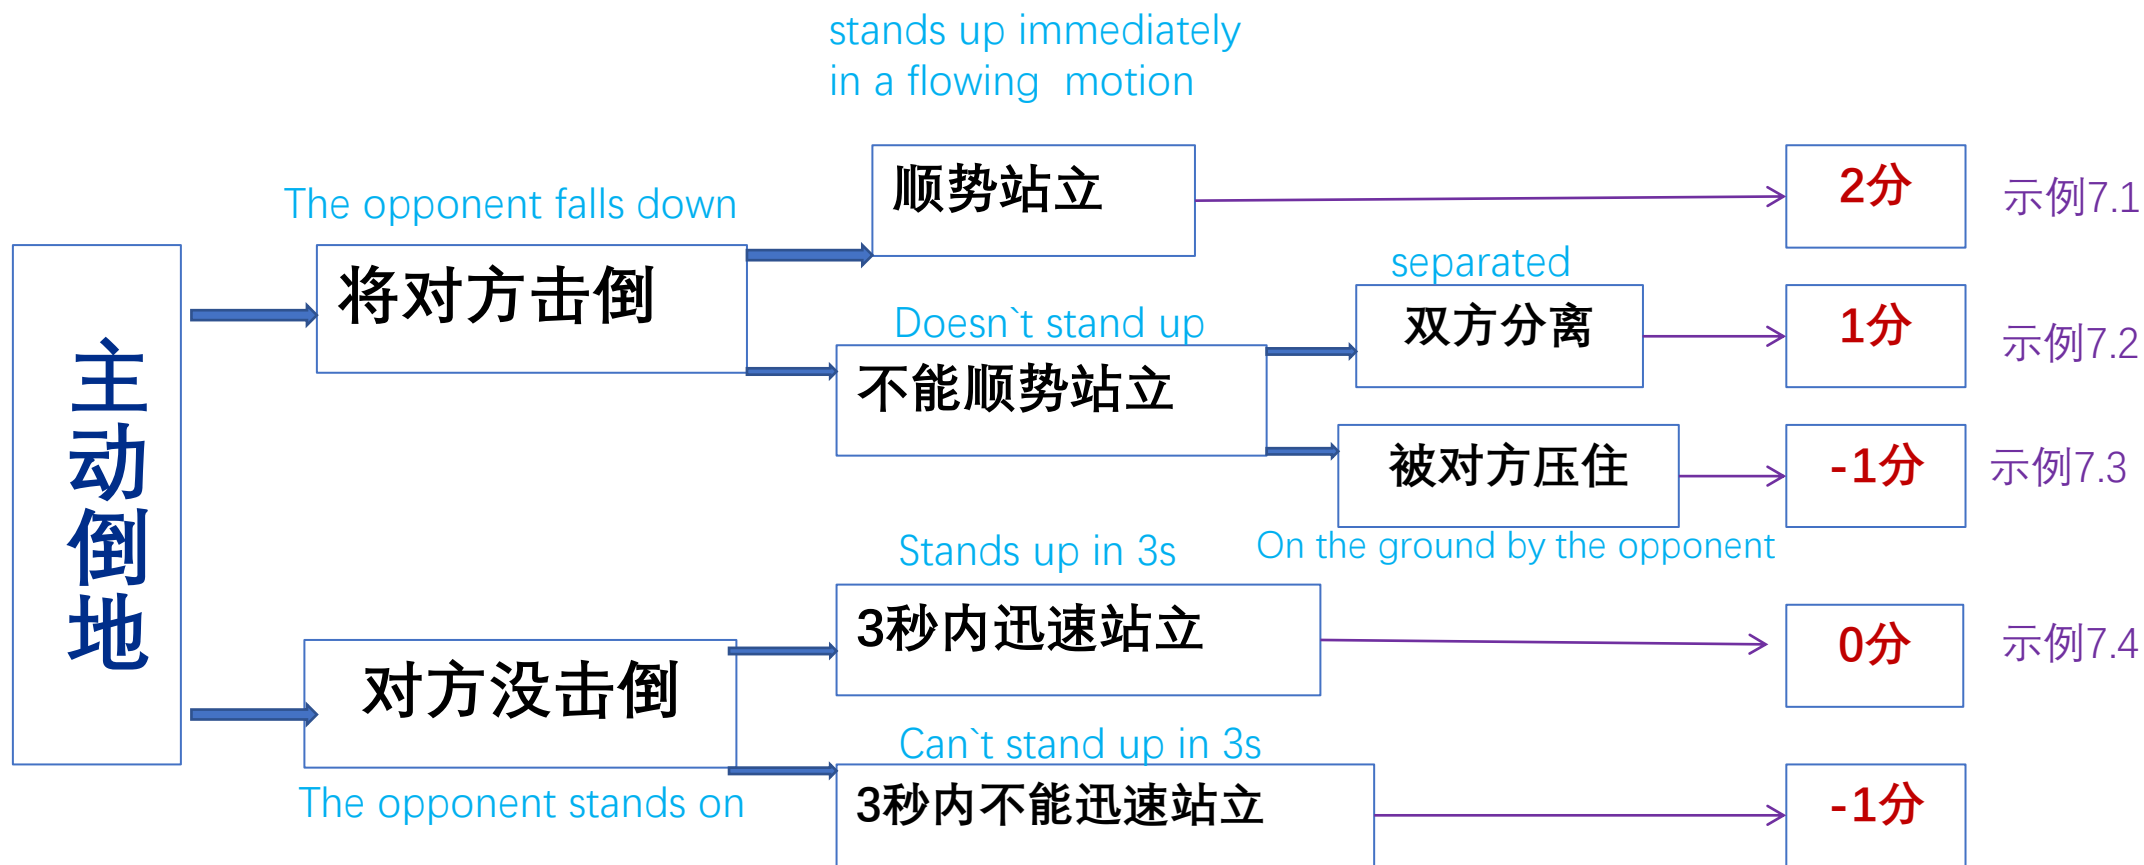 stands up immediately
in a flowing  motion
顺势站立
2分
示例7.1
The opponent falls down
将对方击倒
separated
双方分离
1分
示例7.2
Doesn`t stand up
不能顺势站立
主动倒地
被对方压住
-1分
示例7.3
On the ground by the opponent
Stands up in 3s
3秒内迅速站立
0分
示例7.4
对方没击倒
The opponent stands on
Can`t stand up in 3s
3秒内不能迅速站立
-1分